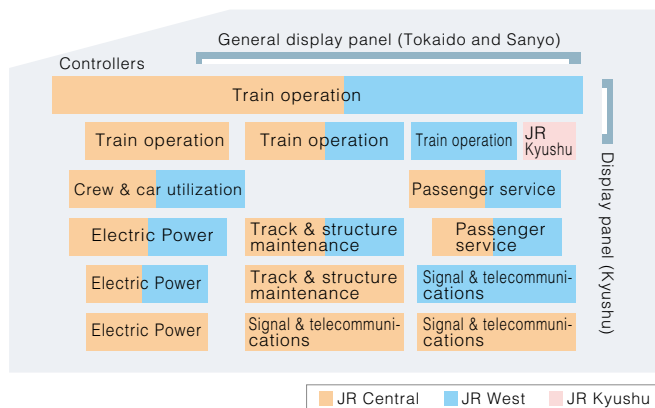 General display panel (Tokaido and Sanyo)
Controllers
Train operation
Train operation
Train operation
Train operation
JR
Kyushu
Crew & car utilization
Passenger service
Electric Power
Track & structure
maintenance
Passenger
service
Electric Power
Track & structure
maintenance
Signal & telecommuni-
cations
Electric Power
Signal & telecommuni-
cations
Signal & telecommuni-
cations
Display panel (Kyushu)
JR Central
JR West
JR Kyushu